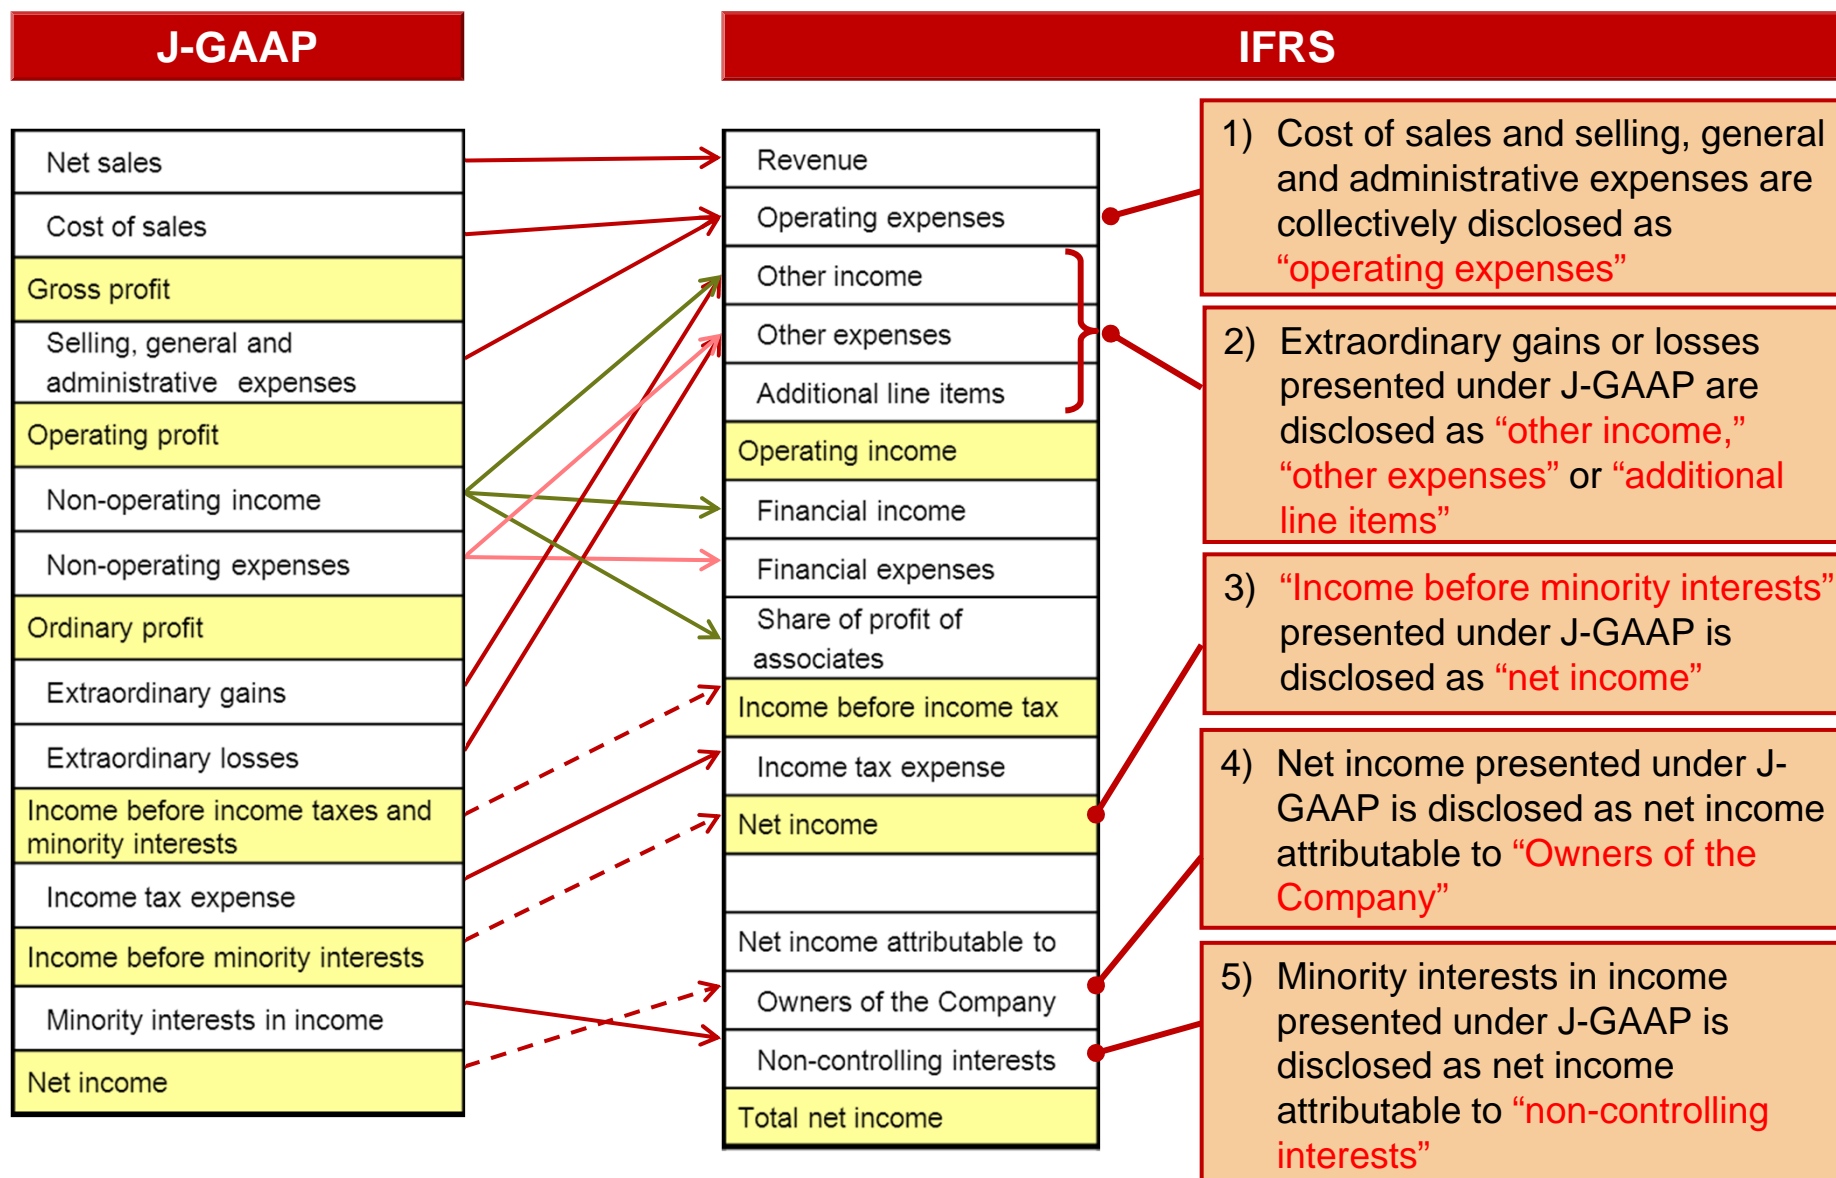 J-GAAP
IFRS
Net sales
Cost of sales
Gross profit
Selling, general and
administrative expenses
Operating profit
Non-operating income
Non-operating expenses
Ordinary profit
Extraordinary gains
Extraordinary losses
Income before income taxes and
minority interests
Income tax expense
Income before minority interests
Minority interests in income
Net income
Revenue
Operating expenses
Other income
Other expenses
Additional line items
Operating income
Financial income
Financial expenses
Share of profit of
associates
Income before income tax
Income tax expense
Net income
Net income attributable to
Owners of the Company
Non-controlling interests
Total net income
1) Cost of sales and selling, general
and administrative expenses are
collectively disclosed as
“operating expenses”
2) Extraordinary gains or losses
presented under J-GAAP are
disclosed as “other income,”
“other expenses” or “additional
line items”
3) “Income before minority interests”
presented under J-GAAP is
disclosed as “net income”
4) Net income presented under J-
GAAP is disclosed as net income
attributable to “Owners of the
Company”
5) Minority interests in income
presented under J-GAAP is
disclosed as net income
attributable to “non-controlling
interests”